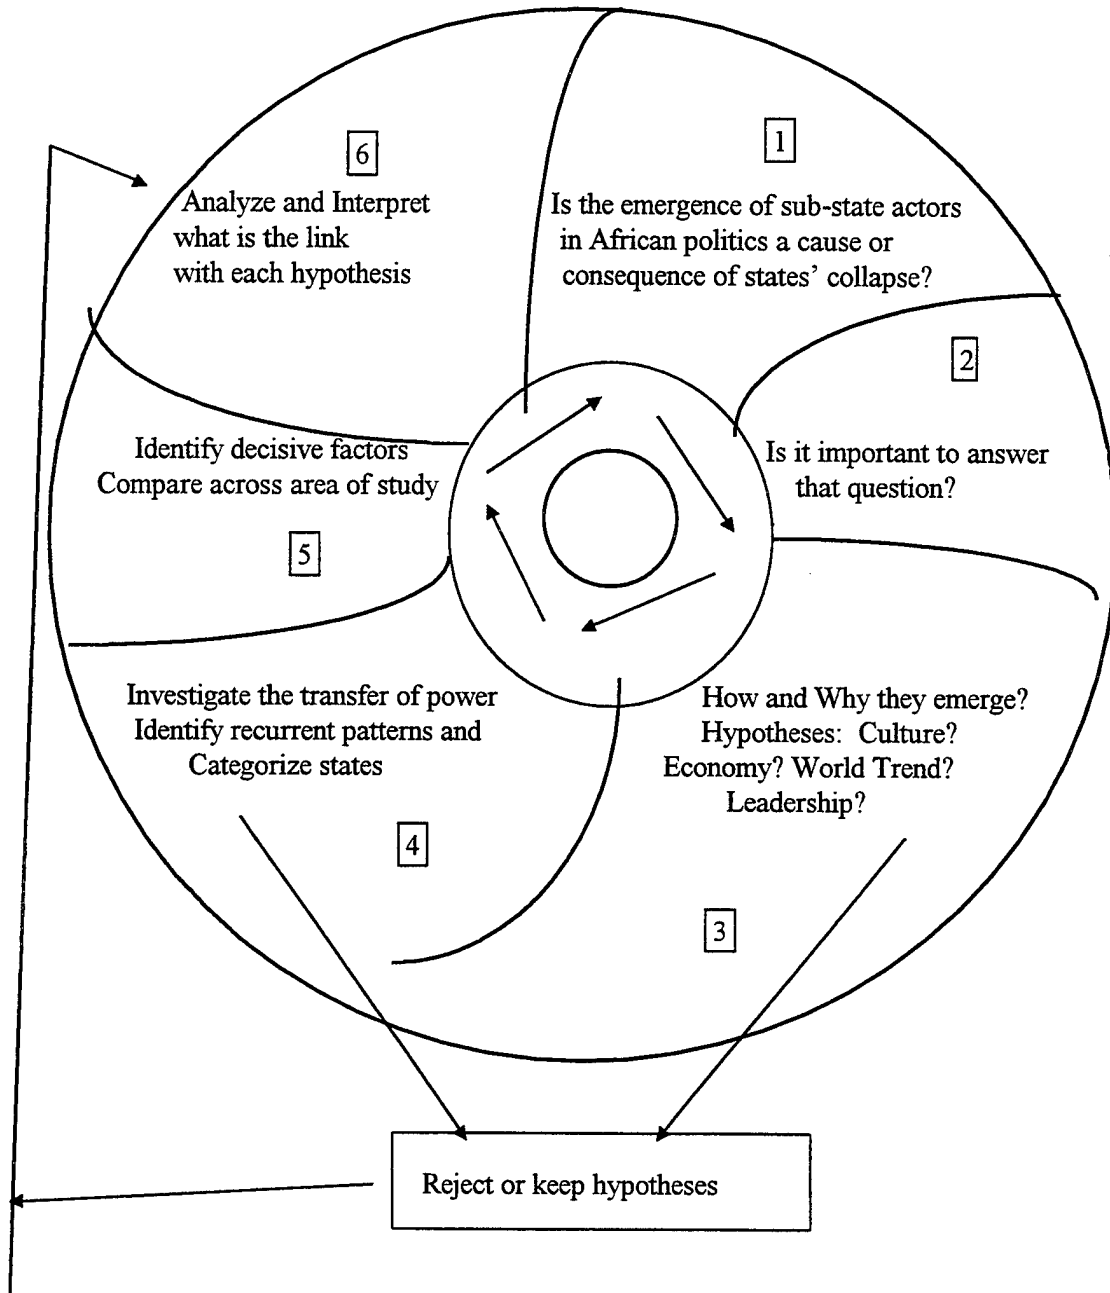 1
Is the emergence of sub-state actors
in African politics a cause or
consequence of states' collapse?
2
Is it important to answer
that question?
How and Why they emerge?
Hypotheses: Culture?
Economy? World Trend?
Leadership?
3
Investigate the transfer of power
Identify recurrent patterns and
Categorize states
4
Identify decisive factors
Compare across area of study
5
6
Analyze and Interpret
what is the link
with each hypothesis
Reject or keep hypotheses